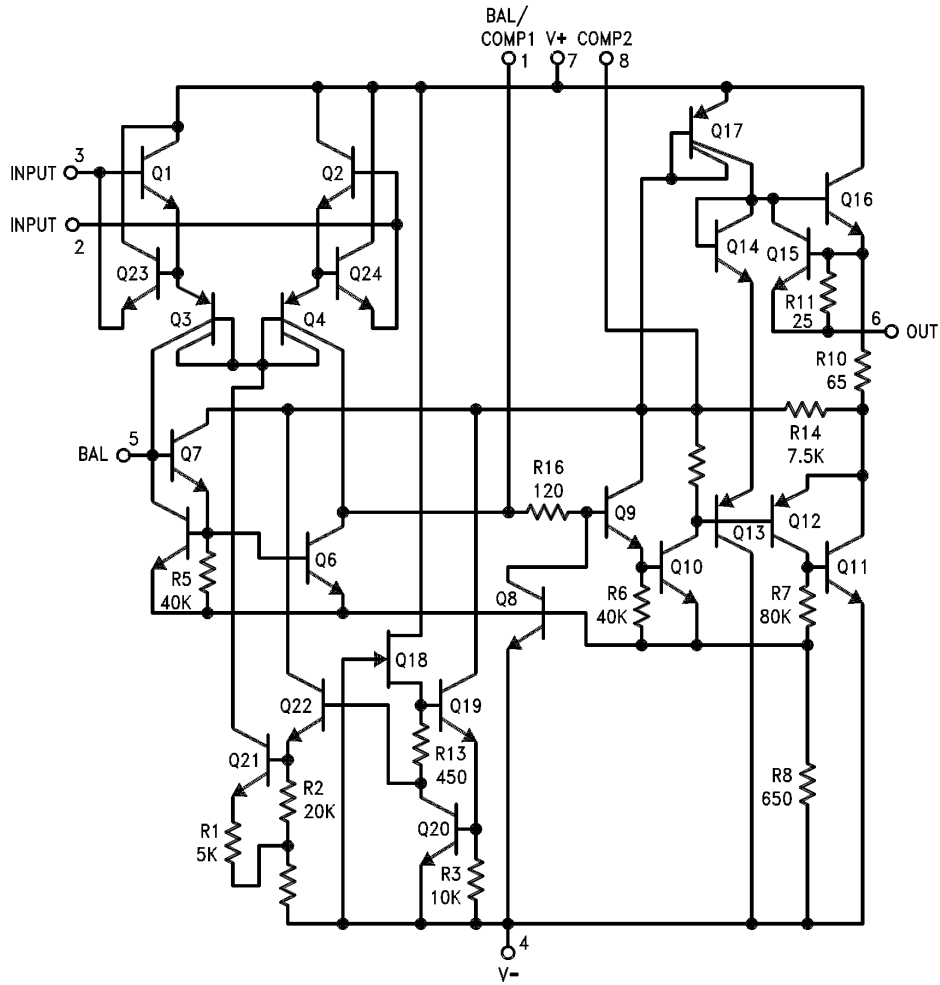 BAL/
COMP1 V+ COMP2
1 7 8
Q17
3
INPUT Q1 Q2
Q16
INPUT
2
Q14 Q15
Q23 Q24
R11
25
6
OUT
Q3 Q4
R10
65
5
BAL
Q7
R14
7.5K
R16
120
Q9
Q13 Q12
Q6 Q10 Q11
R5
40K
Q8
R6
40K
R7
80K
Q18
Q22 Q19
Q21
R13
450
R2
20K
R8
650
R1
5K
Q20
R3
10K
4
V-